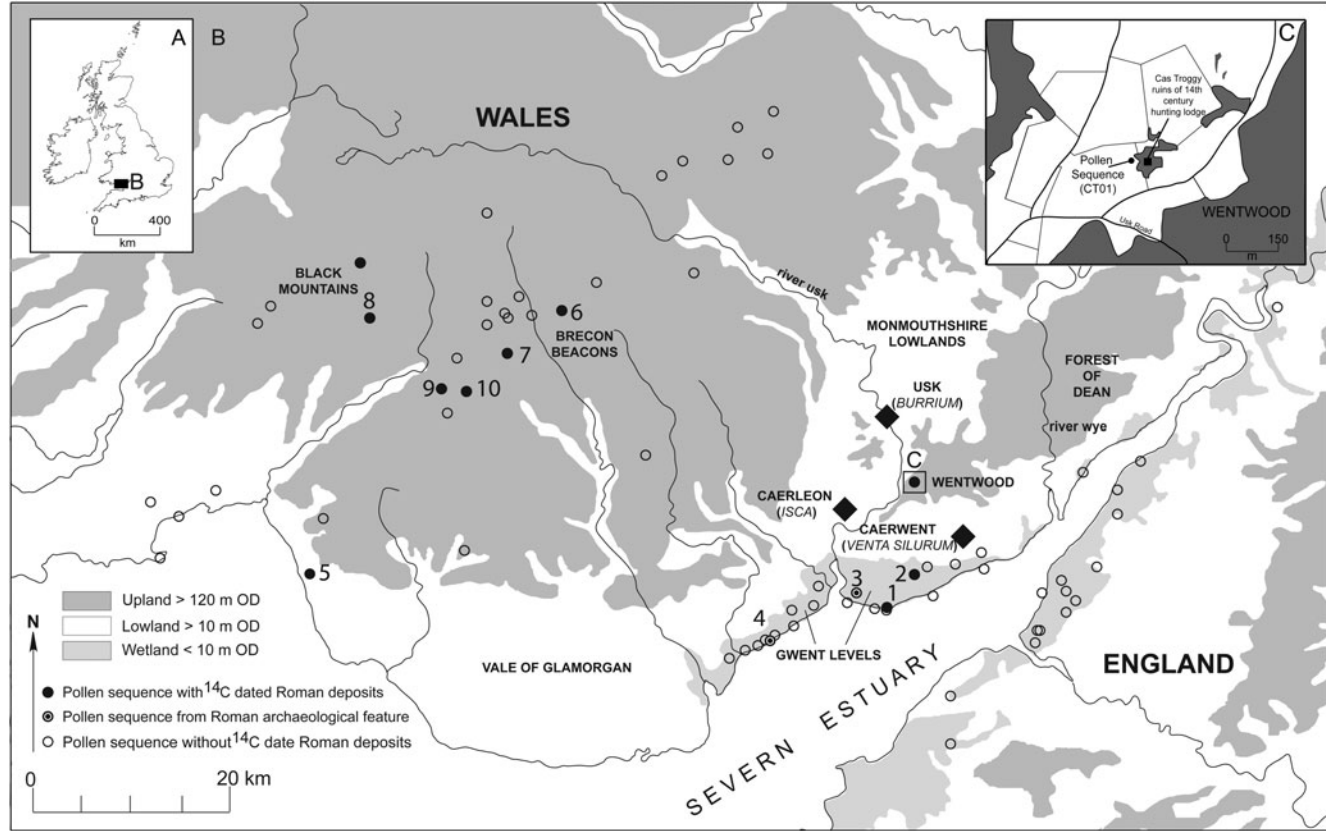 A
B
B
0 400
km
WALES
C
Cas Troggy
ruins of 14th
century
hunting lodge
Pollen
Sequence
(CT01)
WENTWOOD
Usk Road
0 150
m
BLACK
MOUNTAINS
8
6
BRECON
BEACONS
7
9
10
river usk
MONMOUTHSHIRE
LOWLANDS
FOREST
OF
DEAN
USK
(BURRIUM)
river wye
C
WENTWOOD
CAERLEON
(ISCA)
CAERWENT
(VENTA SILURUM)
5
2
3
1
4
GWENT LEVELS
VALE OF GLAMORGAN
ENGLAND
SEVERN ESTUARY
Upland > 120 m OD
Lowland > 10 m OD
Wetland < 10 m OD
N
Pollen sequence with 14C dated Roman deposits
Pollen sequence from Roman archaeological feature
Pollen sequence without 14C date Roman deposits
0 20 km